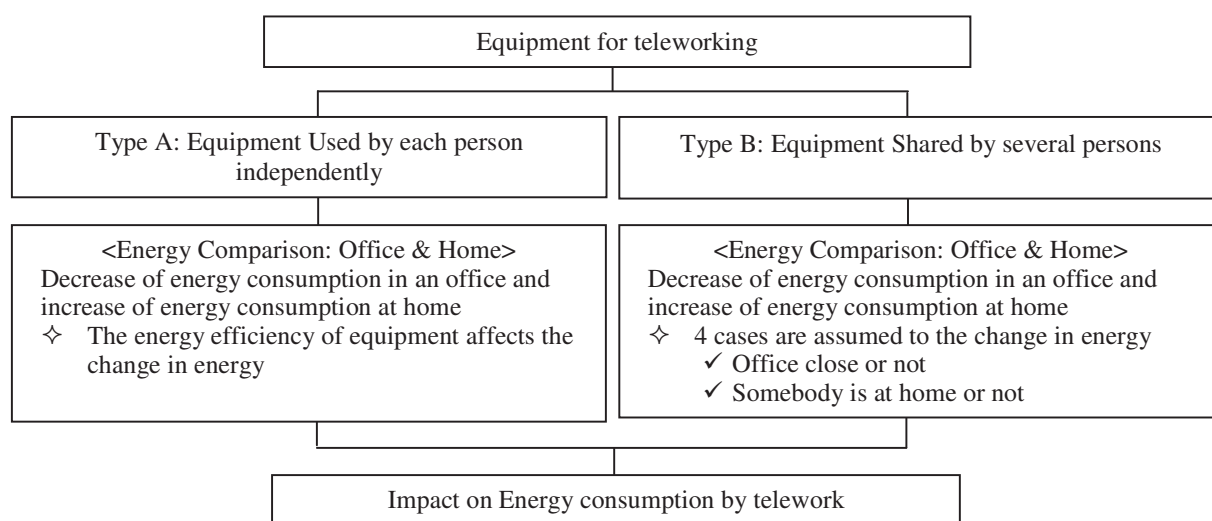 Equipment for teleworking
Type A: Equipment Used by each person
independently
Type B: Equipment Shared by several persons
<Energy Comparison: Office & Home>
Decrease of energy consumption in an office and
increase of energy consumption at home
✧ The energy efficiency of equipment affects the
change in energy
<Energy Comparison: Office & Home>
Decrease of energy consumption in an office and
increase of energy consumption at home
✧ 4 cases are assumed to the change in energy
✓ Office close or not
✓ Somebody is at home or not
Impact on Energy consumption by telework